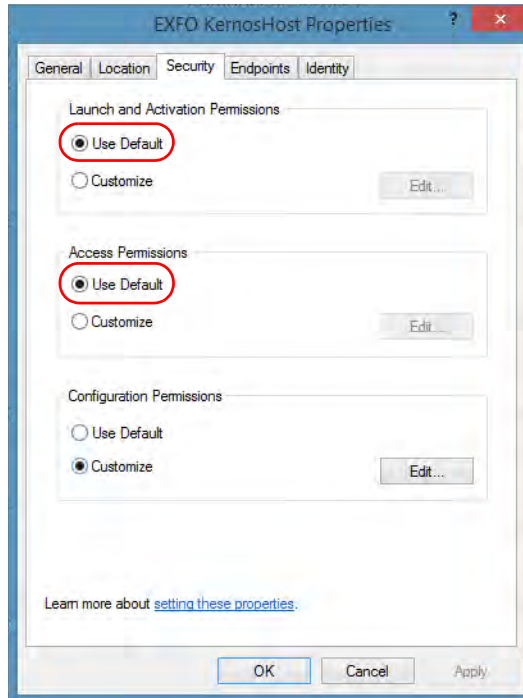 EXFO KernosHost Properties ?
General Location Security Endpoints Identity
Launch and Activation Permissions
Use Default
Customize Edit...
Access Permissions
Use Default
Customize Edit...
Configuration Permissions
Use Default
Customize Edit...
Learn more about setting these properties.
OK Cancel Apply